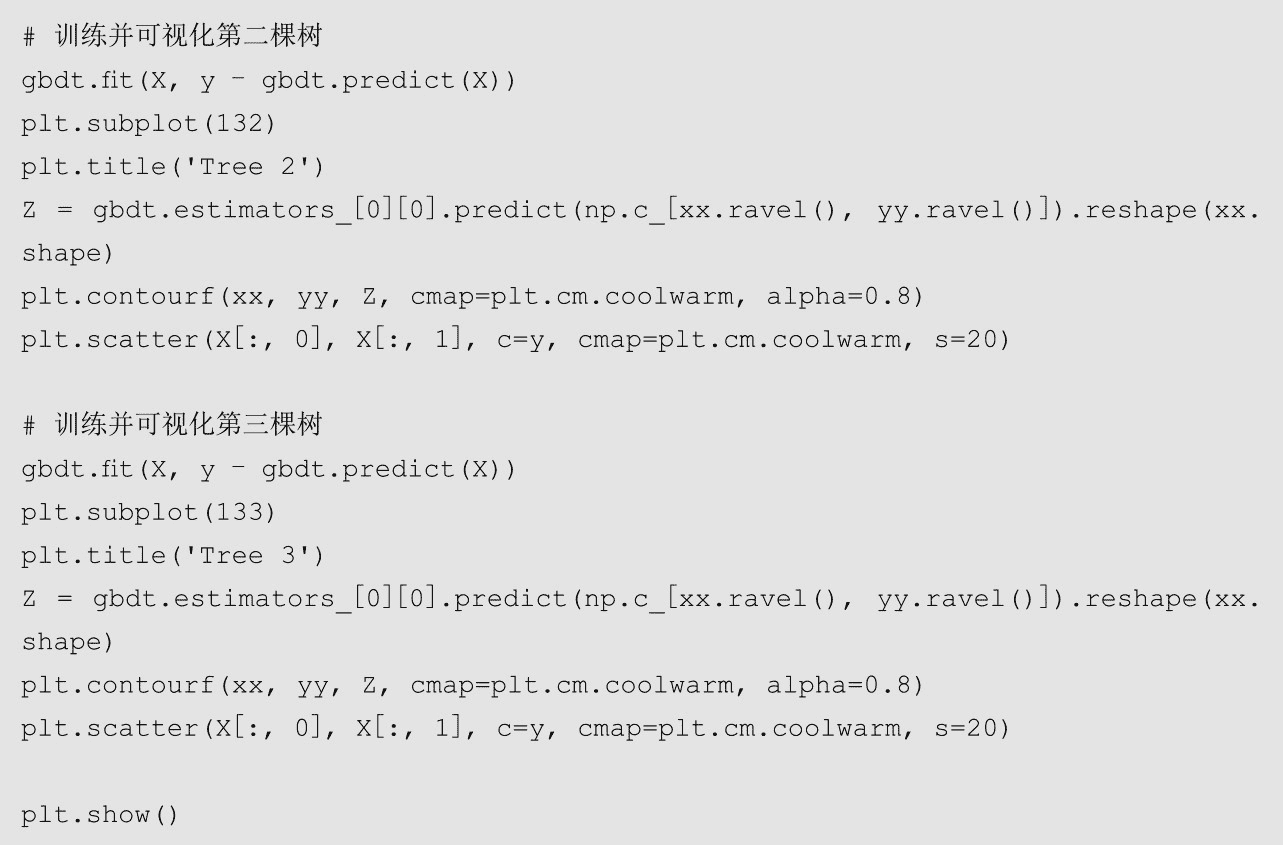 # 训练并可视化第二棵树
gbdt.fit(X, y - gbdt.predict(X))
plt.subplot(132)
plt.title('Tree 2')
Z = gbdt.estimators_[0][0].predict(np.c_[xx.ravel(), yy.ravel()]).reshape(xx.
shape)
plt.contourf(xx, yy, Z, cmap=plt.cm.coolwarm, alpha=0.8)
plt.scatter(X[:, 0], X[:, 1], c=y, cmap=plt.cm.coolwarm, s=20)
# 训练并可视化第三棵树
gbdt.fit(X, y - gbdt.predict(X))
plt.subplot(133)
plt.title('Tree 3')
Z = gbdt.estimators_[0][0].predict(np.c_[xx.ravel(), yy.ravel()]).reshape(xx.
shape)
plt.contourf(xx, yy, Z, cmap=plt.cm.coolwarm, alpha=0.8)
plt.scatter(X[:, 0], X[:, 1], c=y, cmap=plt.cm.coolwarm, s=20)
plt.show()